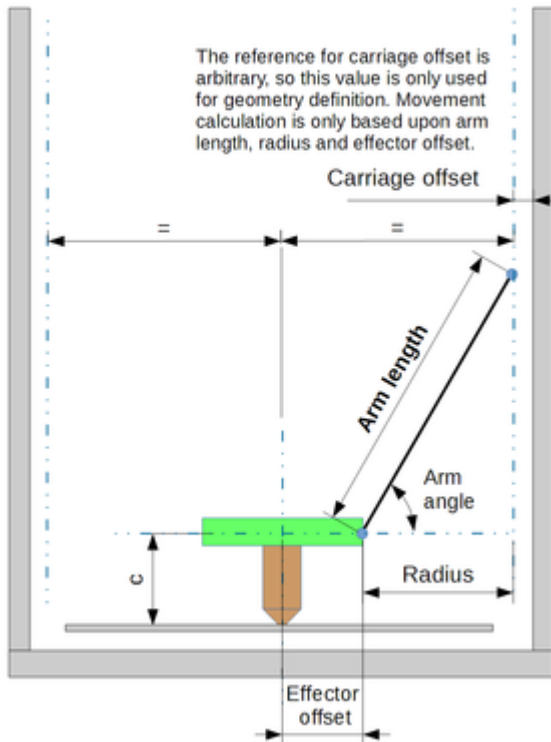 The reference for carriage offset is
arbitrary, so this value is only used
for geometry definition. Movement
calculation is only based upon arm
length, radius and effector offset.
Carriage offset
=
=
Arm length
Arm
angle
c
Radius
Effector
offset